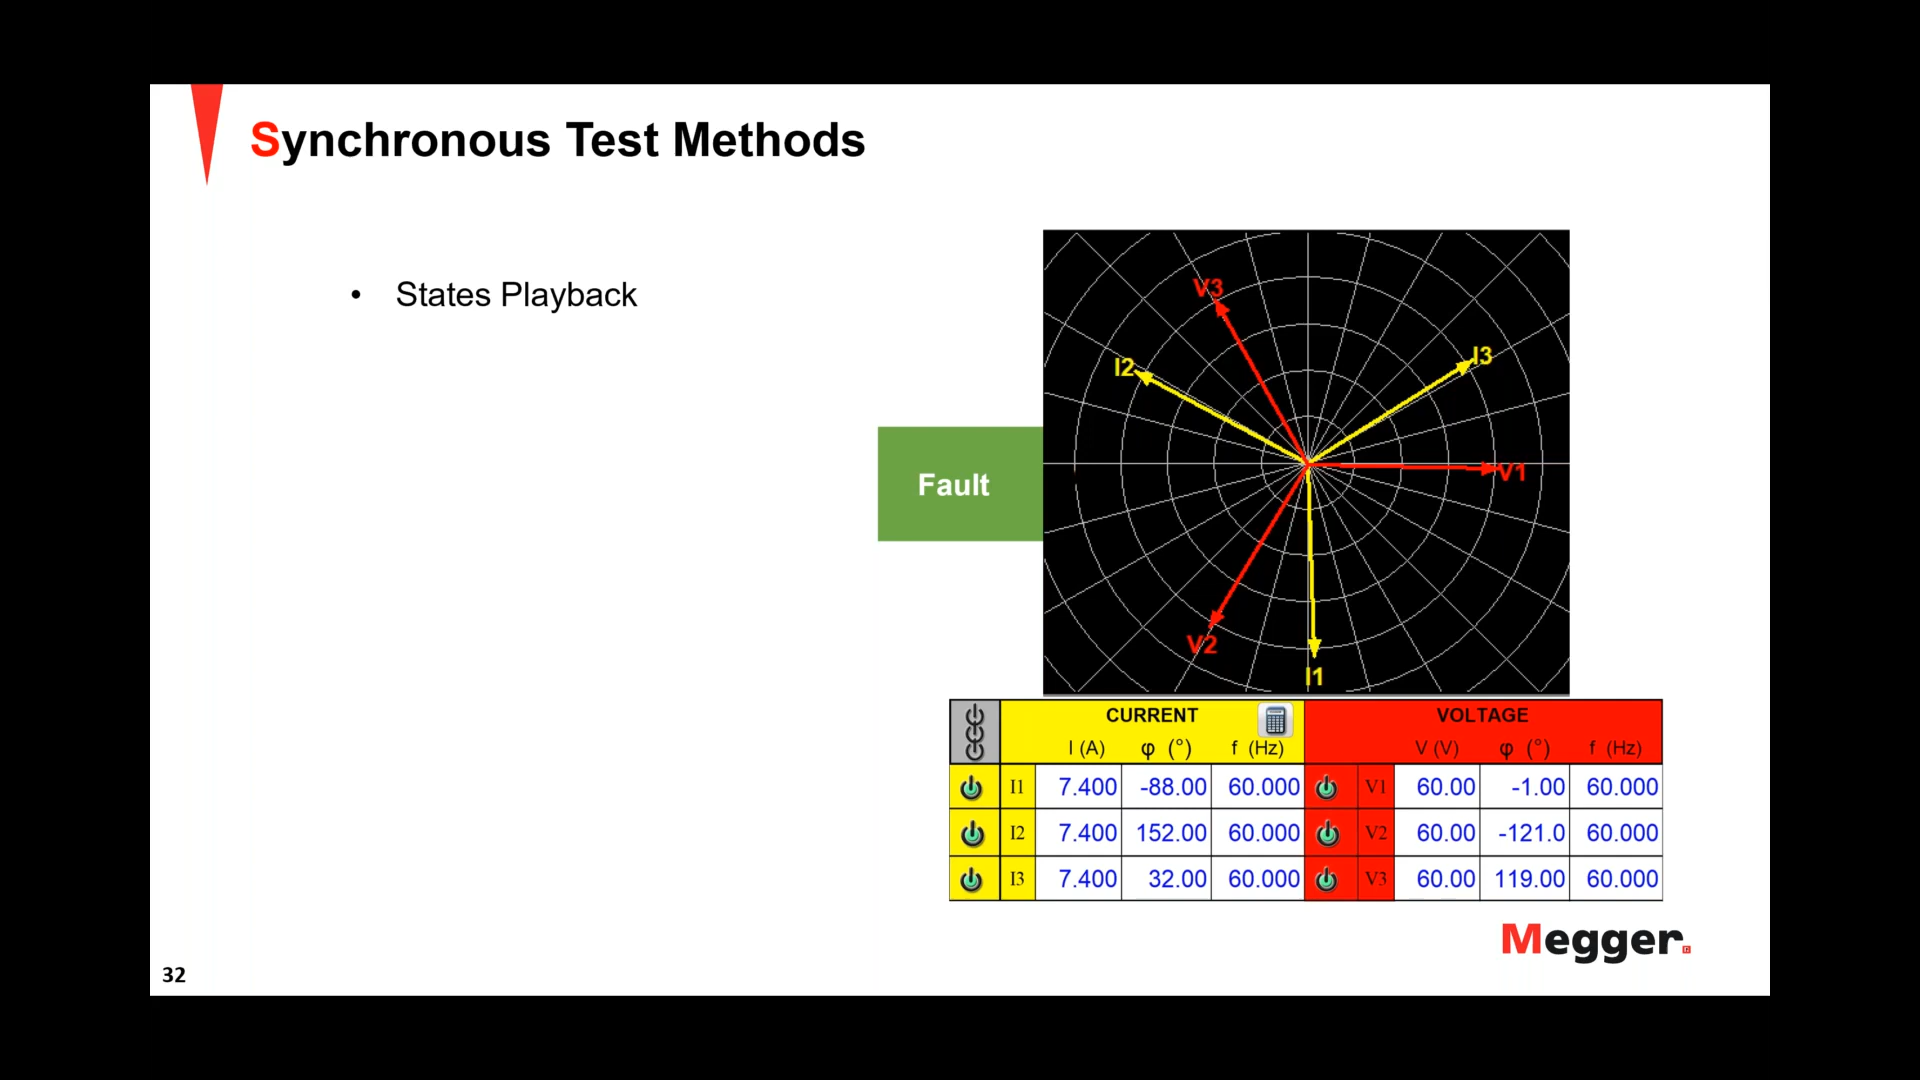 Synchronous Test Methods
• States Playback
V3
I3
I2
V1
Fault
V2
I1
CURRENT VOLTAGE
I (A) φ (°) f (Hz) V (V) φ (°) f (Hz)
I1 7.400 -88.00 60.000 V1 60.00 -1.00 60.000
I2 7.400 152.00 60.000 V2 60.00 -121.0 60.000
I3 7.400 32.00 60.000 V3 60.00 119.00 60.000
Megger
32